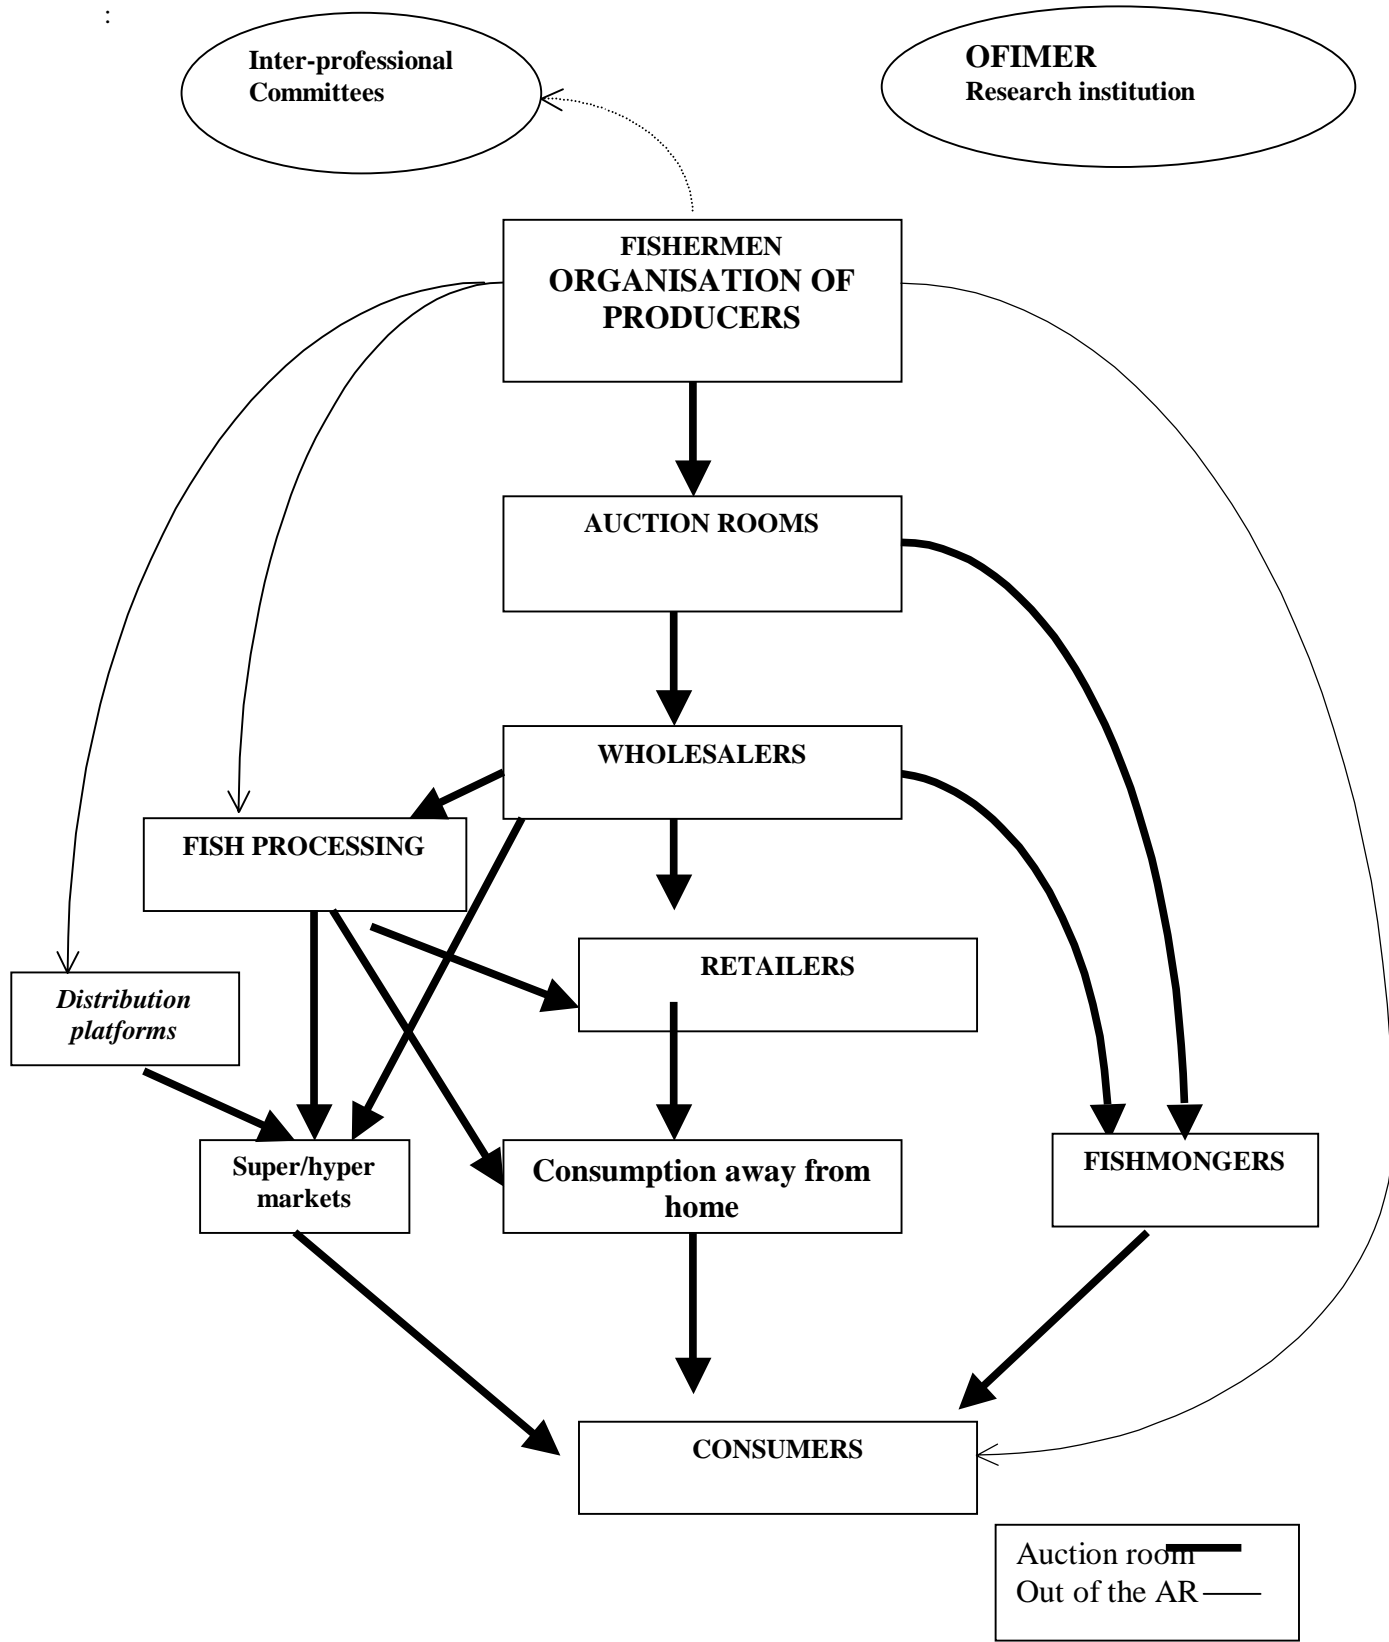 :
Inter-professional
Committees
OFIMER
Research institution
FISHERMEN
ORGANISATION OF
PRODUCERS
AUCTION ROOMS
WHOLESALERS
FISH PROCESSING
RETAILERS
Distribution
platforms
Super/hyper
markets
Consumption away from
home
FISHMONGERS
CONSUMERS
Auction room
Out of the AR